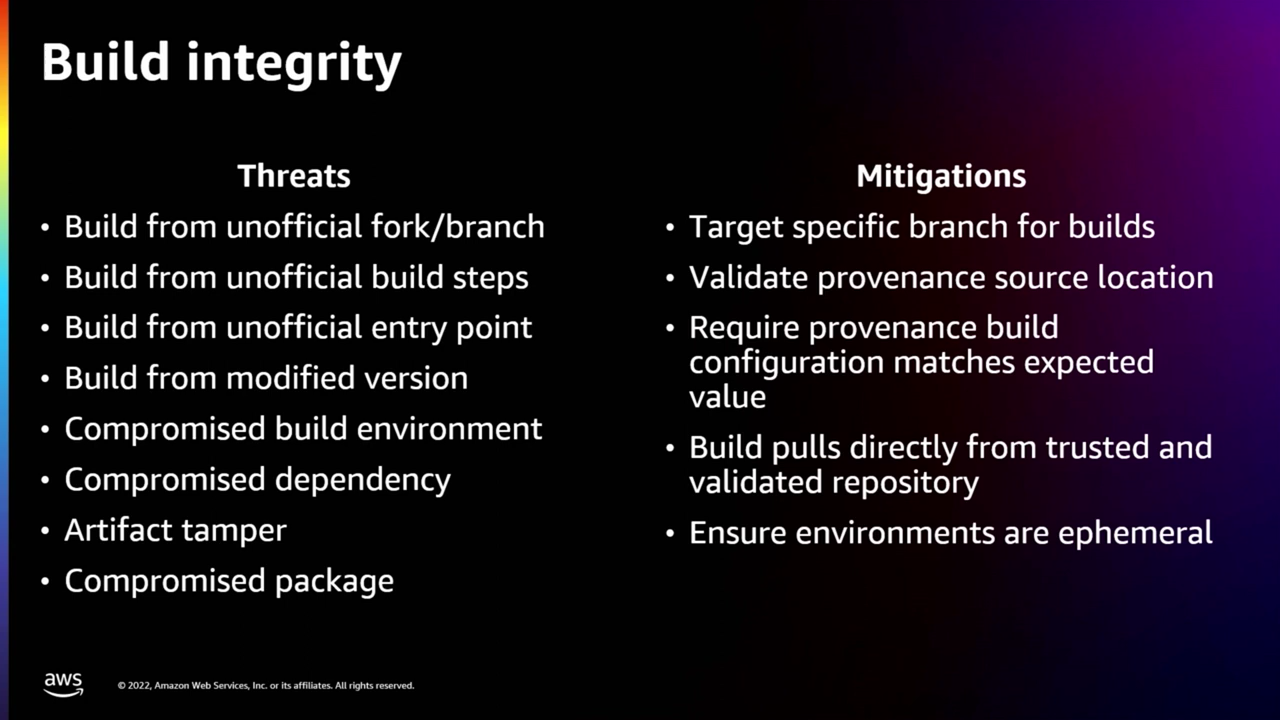 Build integrity
Threats
• Build from unofficial fork/branch
• Build from unofficial build steps
• Build from unofficial entry point
• Build from modified version
• Compromised build environment
• Compromised dependency
• Artifact tamper
• Compromised package
Mitigations
• Target specific branch for builds
• Validate provenance source location
• Require provenance build
configuration matches expected
value
• Build pulls directly from trusted and
validated repository
• Ensure environments are ephemeral
aws
© 2022, Amazon Web Services, Inc. or its affiliates. All rights reserved.